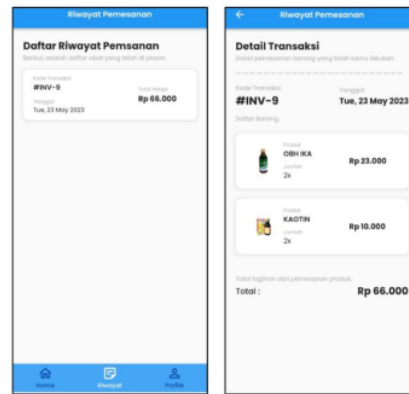 Riwayat Pemesanan
Daftar Riwayat Pemsanan
Berikut adalah daftar obat yang telah di pesan.
Kode Transaksi
#INV-9
Tanggal
Tue, 23 May 2023
Total Harga
Rp 66.000
Home
Riwayat
Profile
Riwayat Pemesanan
Detail Transaksi
Detail pemesanan barang yang telah kamu lakukan.
Kode Transaksi
#INV-9
Tanggal
Tue, 23 May 2023
Daftar Barang
Produk
OBH IKA
Jumlah
2x
Rp 23.000
Produk
KAOTIN
Jumlah
2x
Rp 10.000
Total tagihan dari pemesanan produk.
Total :
Rp 66.000